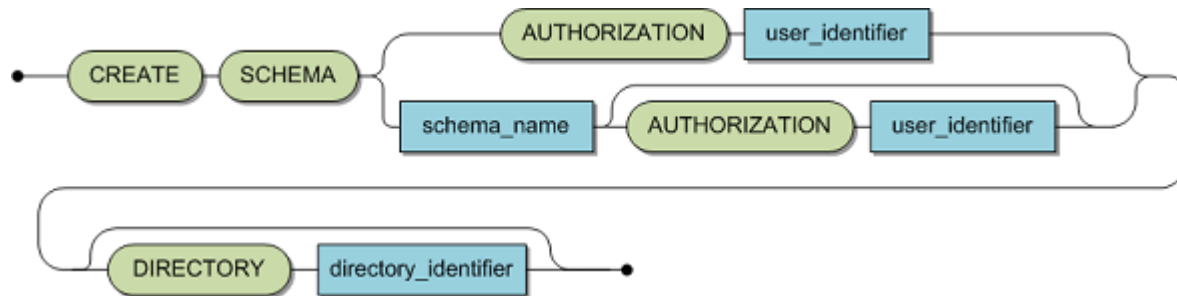 AUTHORIZATION user_identifier
CREATE SCHEMA
schema_name AUTHORIZATION user_identifier
DIRECTORY directory_identifier